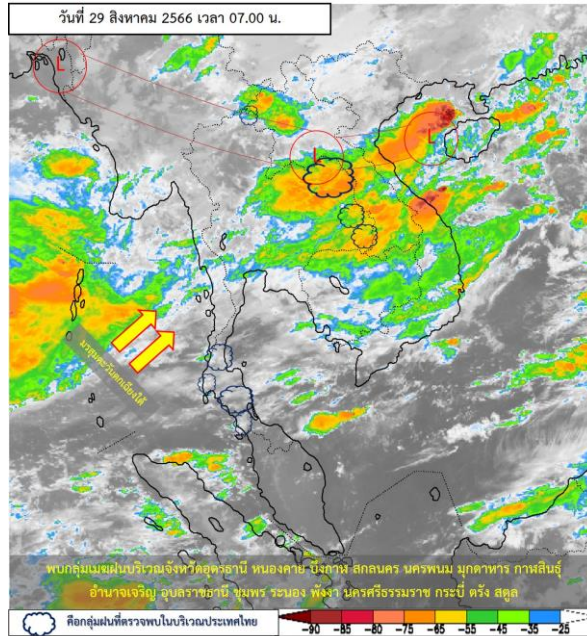 วันที่ 29 สิงหาคม 2566 เวลา 07.00 น.
L
L
L
มรสุมตะวันตกเฉียงใต้
พบกลุ่มเมฆฝนบริเวณจังหวัดอุดรธานี หนองคาย บึงกาฬ สกลนคร นครพนม มุกดาหาร กาฬสินธุ์
อำนาจเจริญ อุบลราชธานี ชุมพร ระนอง พังงา นครศรีธรรมราช กระบี่ ตรัง สตูล
คือกลุ่มฝนที่ตรวจพบในบริเวณประเทศไทย
-90 -85 -80 -75 -65 -55 -45 -40 -35 -25